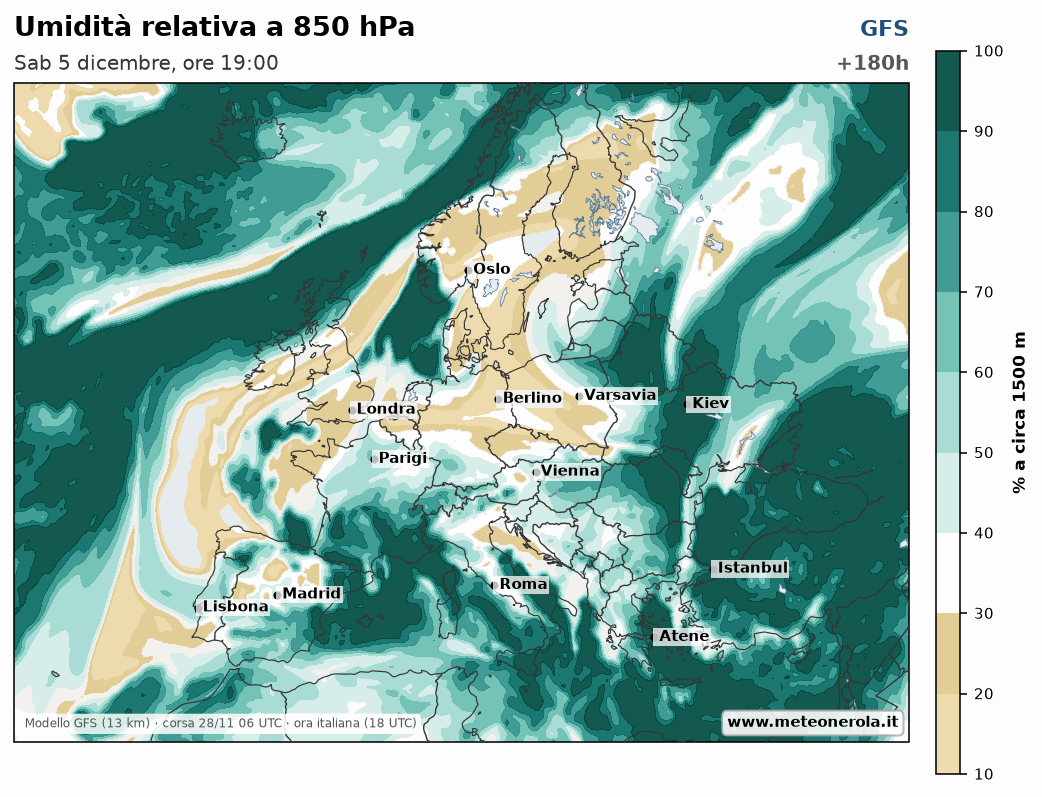 Umidità relativa a 850 hPa
GFS
Sab 5 dicembre, ore 19:00
+180h
100
90
80
70
60
50
40
30
20
10
% a circa 1500 m
Oslo
Berlino
Varsavia
Kiev
Londra
Parigi
Vienna
Istanbul
Roma
Madrid
Lisbona
Atene
Modello GFS (13 km) · corsa 28/11 06 UTC · ora italiana (18 UTC)
www.meteonerola.it